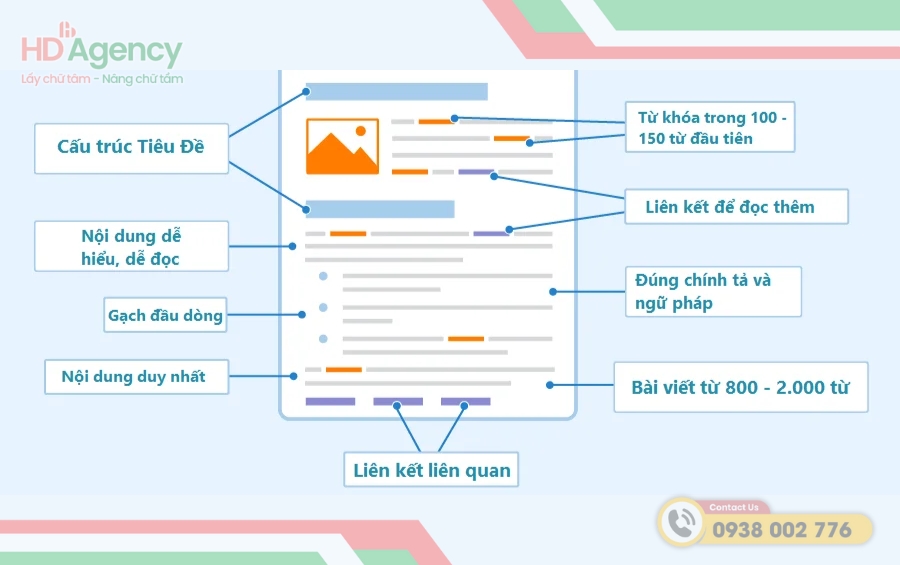 HD Agency
Lấy chữ tâm - Nâng chữ tầm
Cấu trúc Tiêu Đề
Từ khóa trong 100 -
150 từ đầu tiên
Liên kết để đọc thêm
Nội dung dễ
hiểu, dễ đọc
Đúng chính tả và
ngữ pháp
Gạch đầu dòng
Nội dung duy nhất
Bài viết từ 800 - 2.000 từ
Liên kết liên quan
Contact Us
0938 002 776